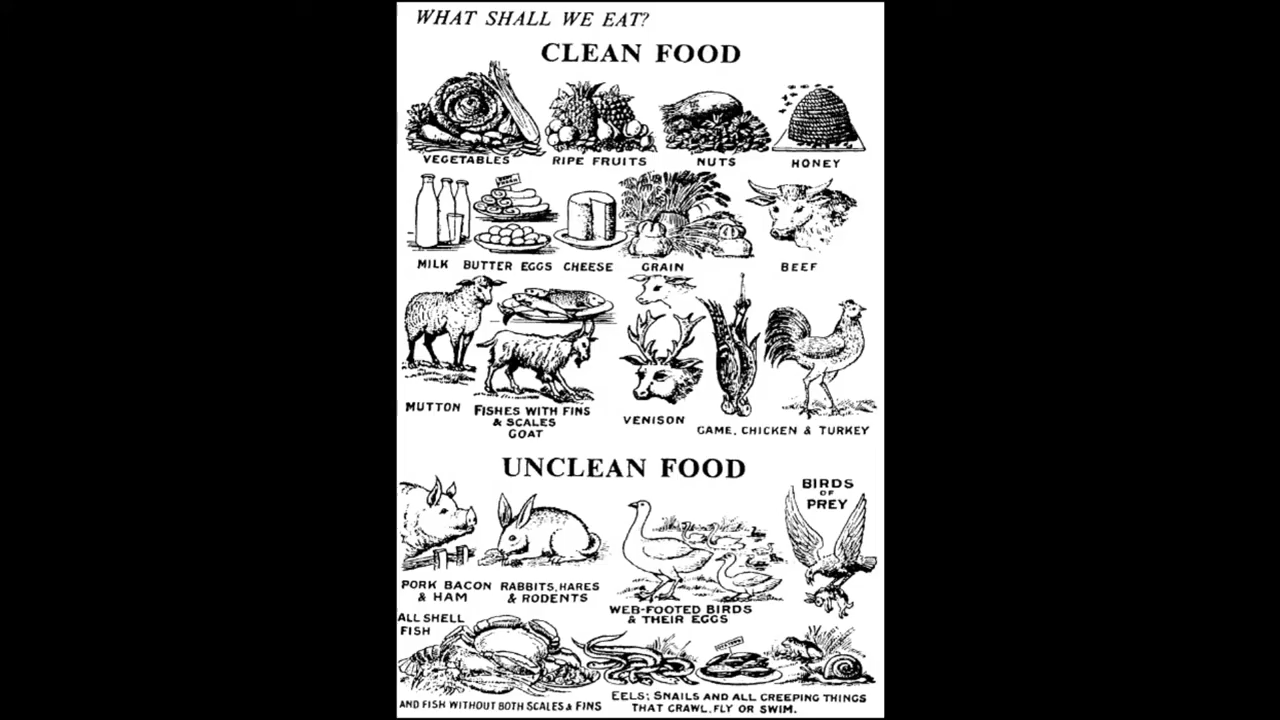 WHAT SHALL WE EAT?
CLEAN FOOD
VEGETABLES
RIPE FRUITS
NUTS
HONEY
MILK
BUTTER
EGGS
CHEESE
GRAIN
BEEF
MUTTON
FISHES WITH FINS
& SCALES
GOAT
VENISON
GAME, CHICKEN & TURKEY
UNCLEAN FOOD
PORK BACON
& HAM
RABBITS, HARES
& RODENTS
WEB-FOOTED BIRDS
& THEIR EGGS
BIRDS
OF
PREY
ALL SHELL
FISH
AND FISH WITHOUT BOTH SCALES & FINS
EELS; SNAILS AND ALL CREEPING THINGS
THAT CRAWL, FLY OR SWIM.